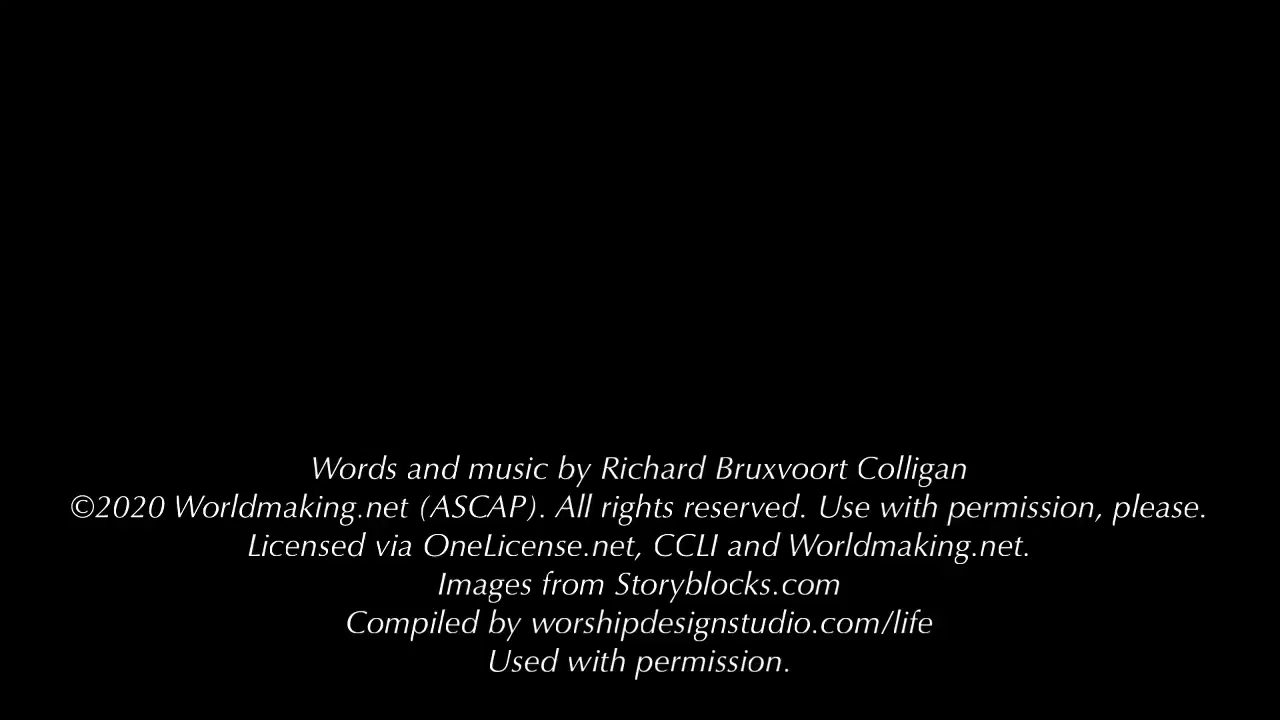 Words and music by Richard Bruxvoort Colligan
©2020 Worldmaking.net (ASCAP). All rights reserved. Use with permission, please.
Licensed via OneLicense.net, CCLI and Worldmaking.net.
Images from Storyblocks.com
Compiled by worshipdesignstudio.com/life
Used with permission.